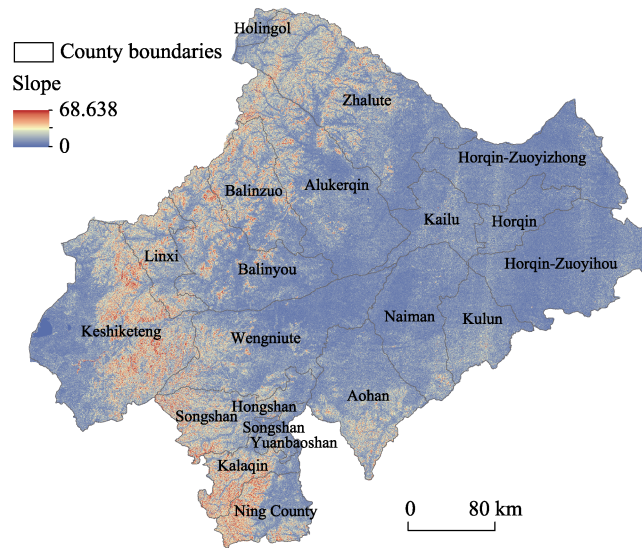 Holingol
County boundaries
Slope
68.638
0
Zhalute
Horqin-Zuoyizhong
Balinzuo
Alukerqin
Kailu
Horqin
Linxi
Balinyou
Horqin-Zuoyihou
Keshiketeng
Wengniute
Naiman
Kulun
Aohan
Hongshan
Songshan
Songshan
Yuanbaoshan
Kalaqin
Ning County
0 80 km